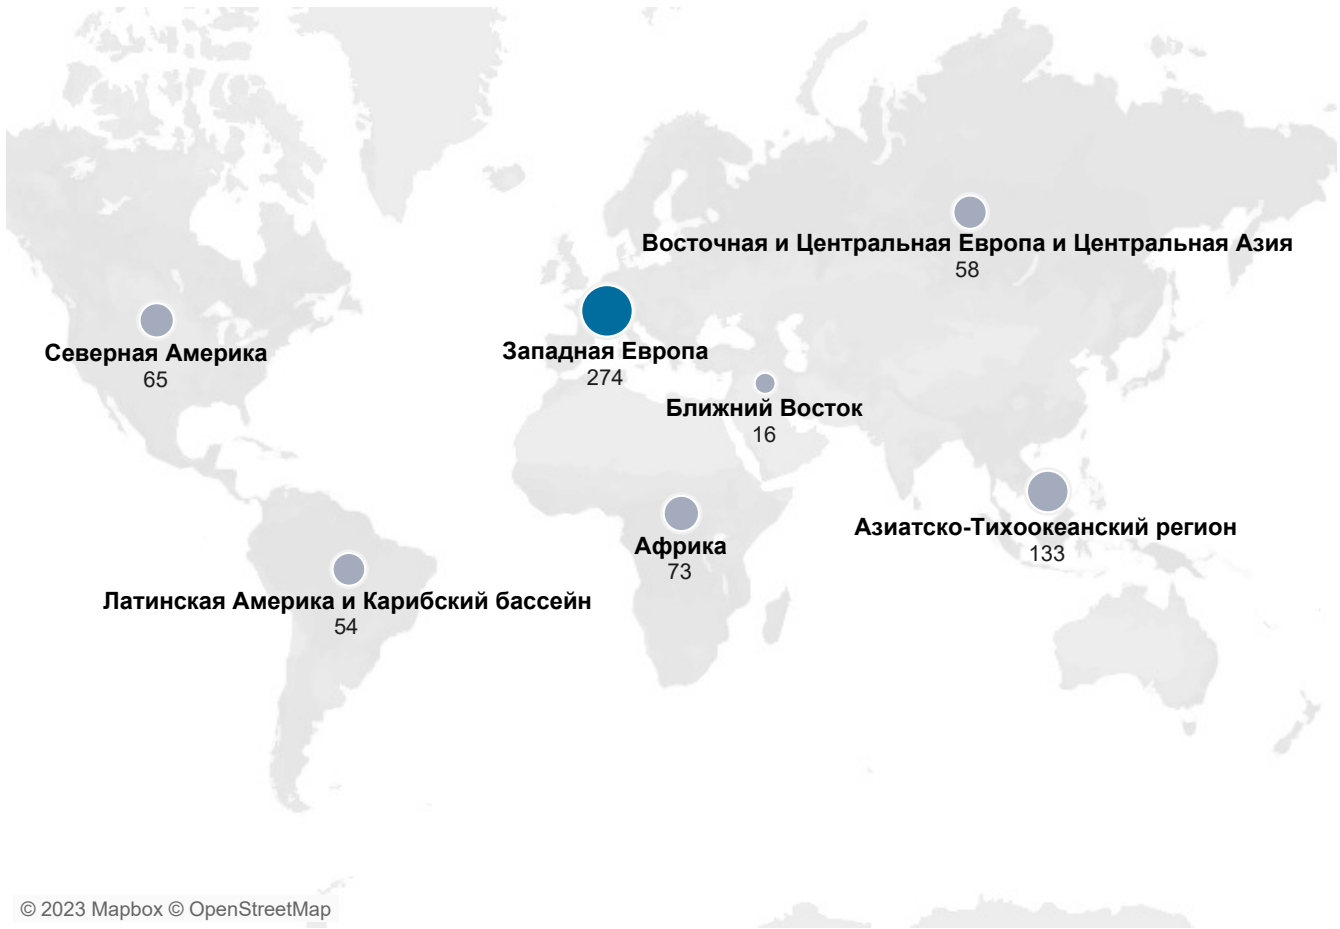 Восточная и Центральная Европа и Центральная Азия
58
Северная Америка
65
Западная Европа
274
Ближний Восток
16
Азиатско-Тихоокеанский регион
133
Африка
73
Латинская Америка и Карибский бассейн
54
© 2023 Mapbox © OpenStreetMap